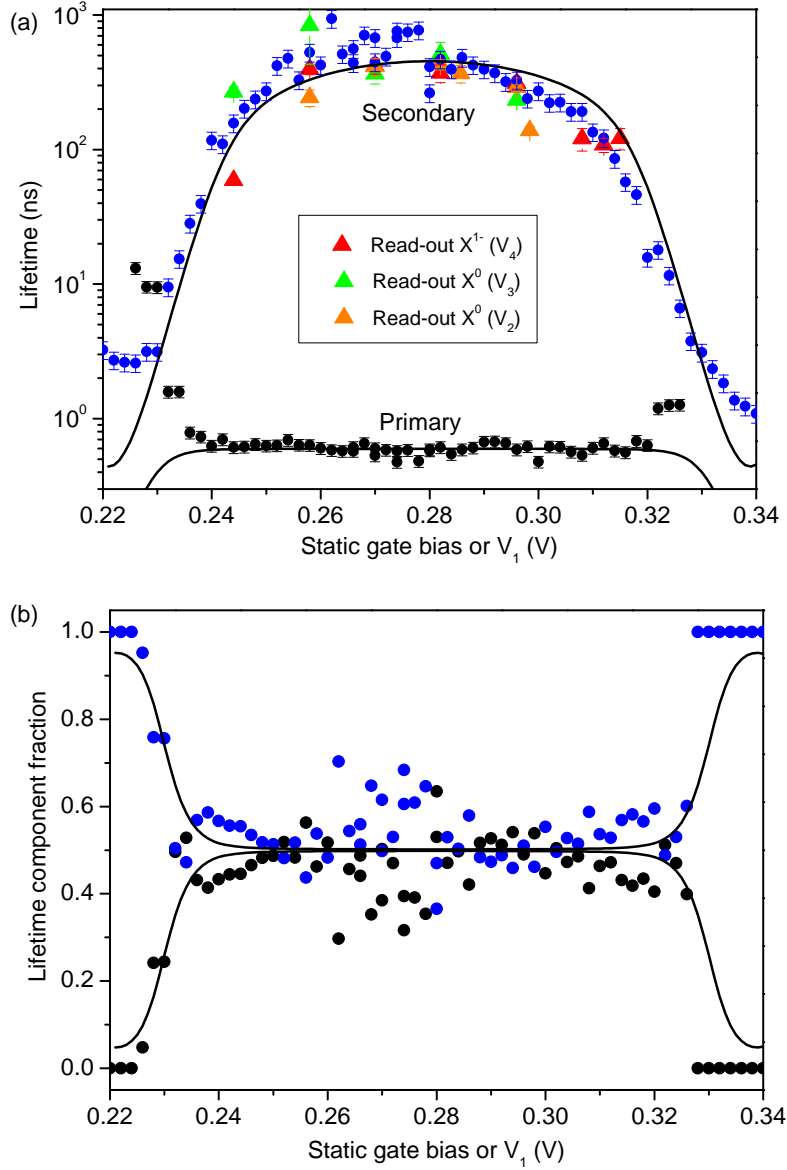 (a)
10³
10²
10¹
10⁰
Lifetime (ns)
Secondary
Read-out X¹⁻ (V₄)
Read-out X⁰ (V₃)
Read-out X⁰ (V₂)
Primary
0.22 0.24 0.26 0.28 0.30 0.32 0.34
Static gate bias or V₁ (V)
(b)
1.0
0.8
0.6
0.4
0.2
0.0
Lifetime component fraction
0.22 0.24 0.26 0.28 0.30 0.32 0.34
Static gate bias or V₁ (V)